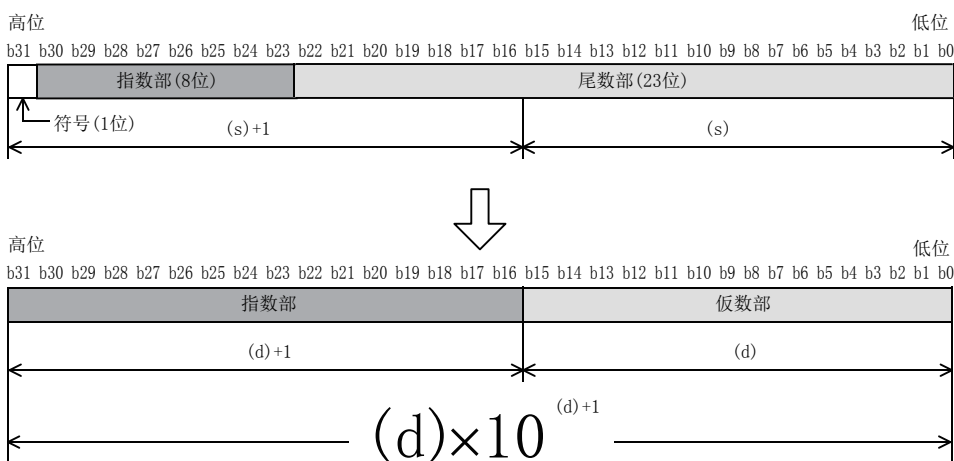 高位 低位
b31 b30 b29 b28 b27 b26 b25 b24 b23 b22 b21 b20 b19 b18 b17 b16 b15 b14 b13 b12 b11 b10 b9 b8 b7 b6 b5 b4 b3 b2 b1 b0
指数部(8位) 尾数部(23位)
符号(1位) (s)+1 (s)
高位 低位
b31 b30 b29 b28 b27 b26 b25 b24 b23 b22 b21 b20 b19 b18 b17 b16 b15 b14 b13 b12 b11 b10 b9 b8 b7 b6 b5 b4 b3 b2 b1 b0
指数部 仮数部
(d)+1 (d)
(d)×10 (d)+1